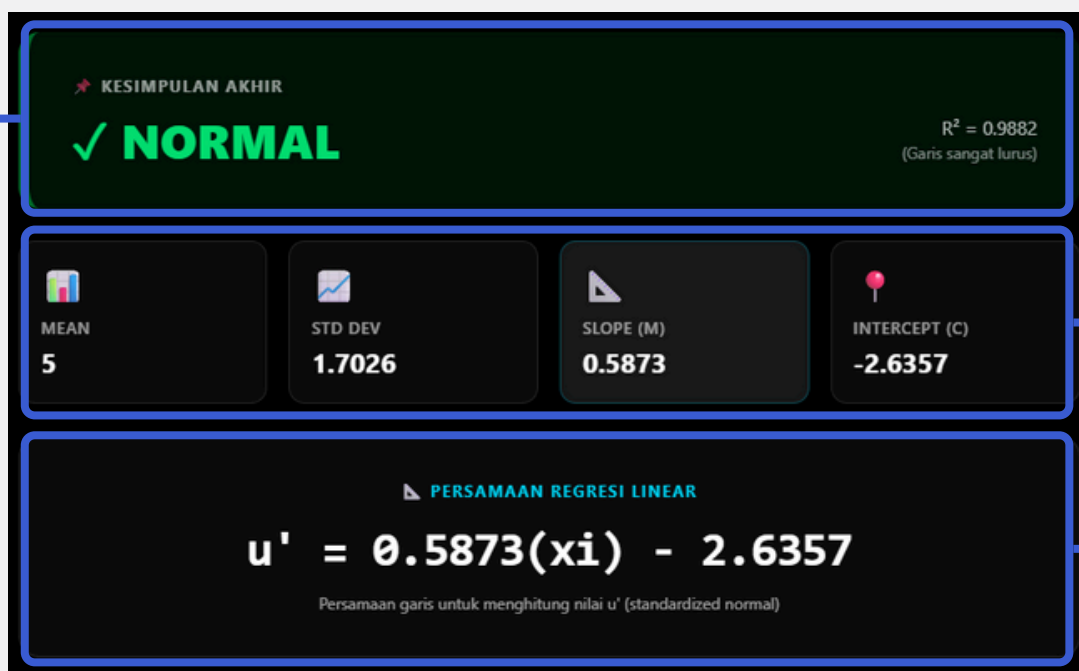 KESIMPULAN AKHIR
✓ NORMAL
R² = 0.9882
(Garis sangat lurus)
MEAN
5
STD DEV
1.7026
SLOPE (M)
0.5873
INTERCEPT (C)
-2.6357
PERSAMAAN REGRESI LINEAR
u' = 0.5873(xi) - 2.6357
Persamaan garis untuk menghitung nilai u' (standardized normal)